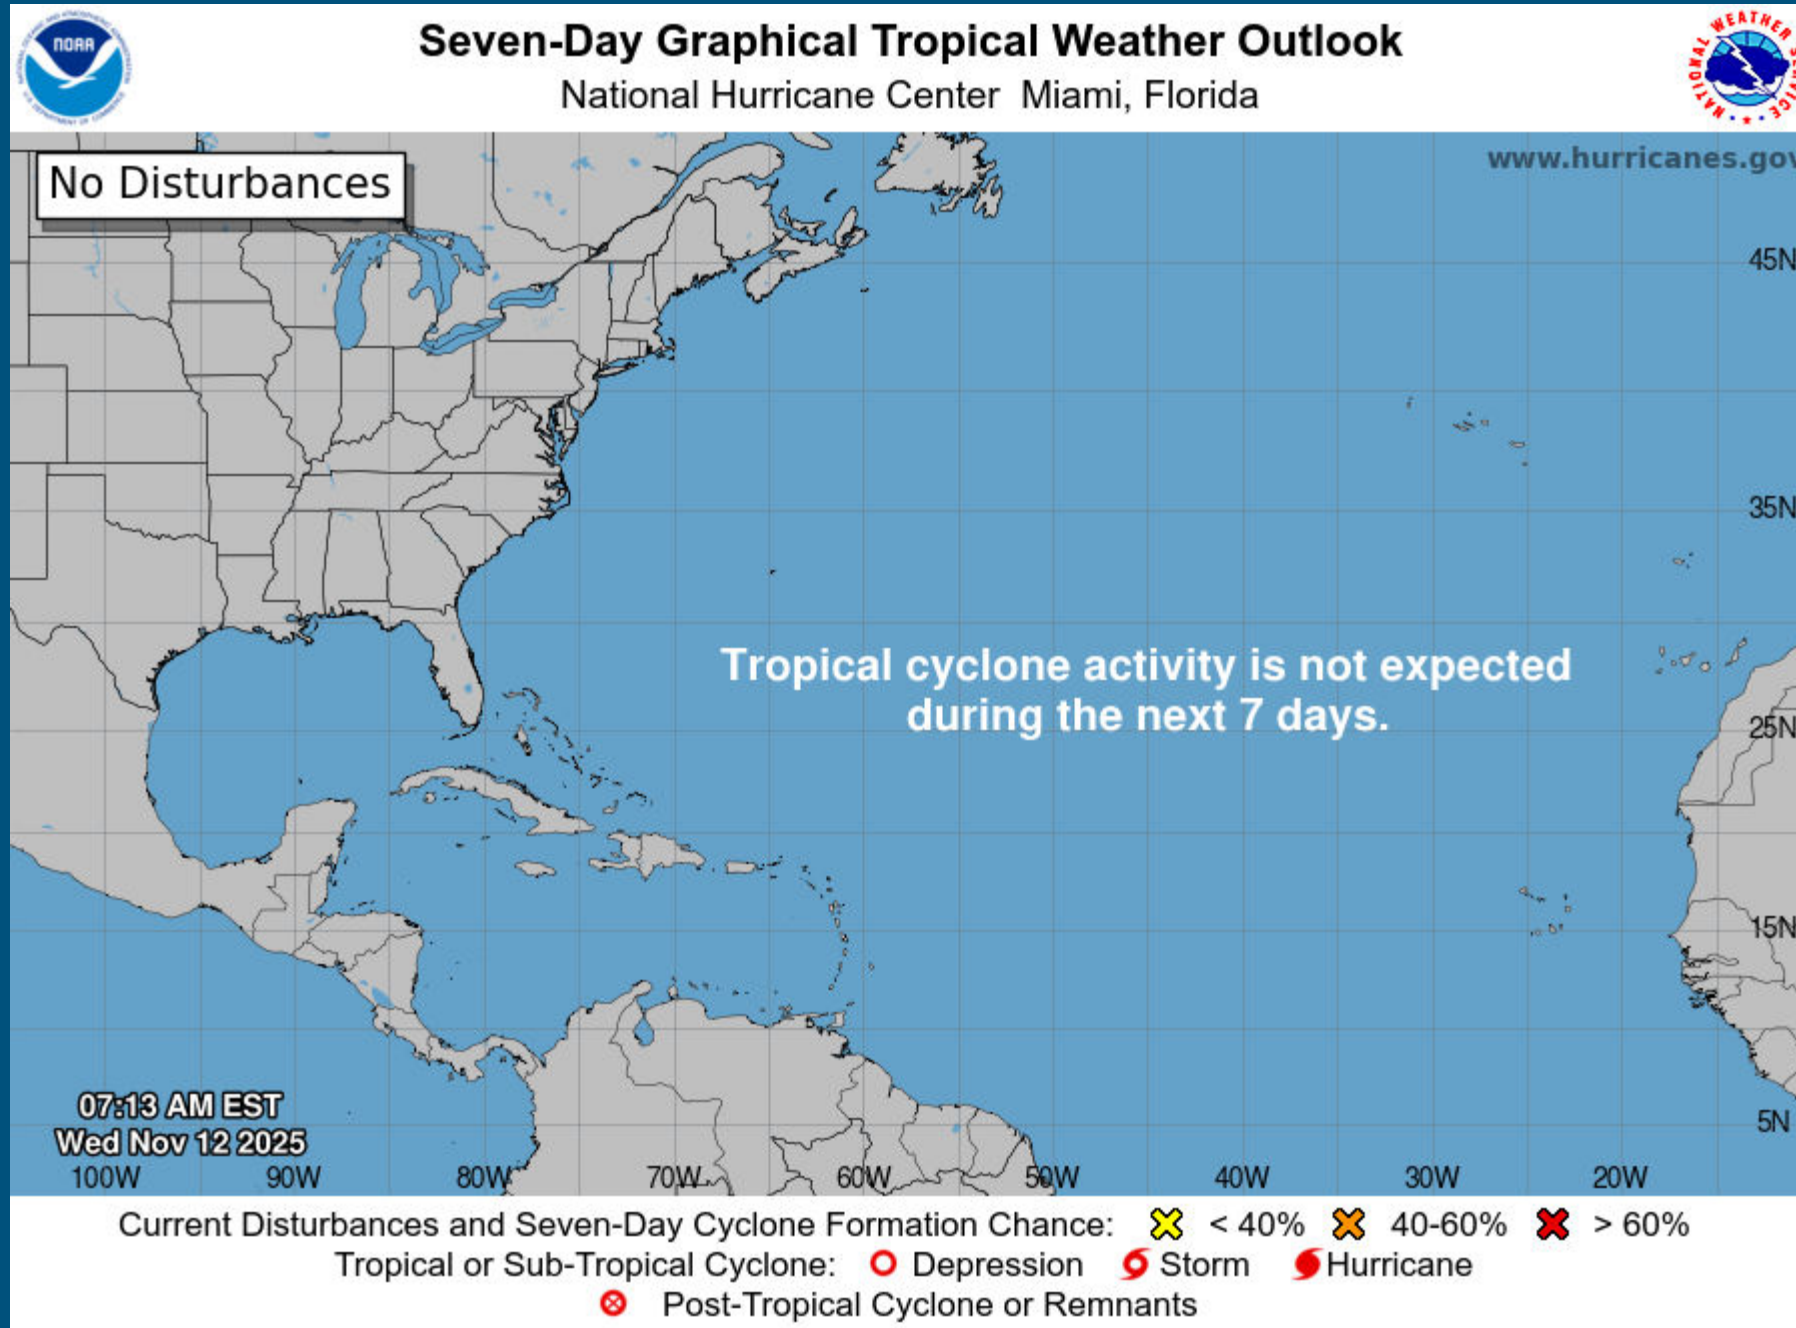 NOAA
Seven-Day Graphical Tropical Weather Outlook
National Hurricane Center Miami, Florida
NATIONAL WEATHER
No Disturbances
www.hurricanes.gov
45N
35N
Tropical cyclone activity is not expected
during the next 7 days.
25N
15N
07:13 AM EST
Wed Nov 12 2025
5N
100W 90W 80W 70W 60W 50W 40W 30W 20W
Current Disturbances and Seven-Day Cyclone Formation Chance: < 40% 40-60% > 60%
Tropical or Sub-Tropical Cyclone: Depression Storm Hurricane
Post-Tropical Cyclone or Remnants